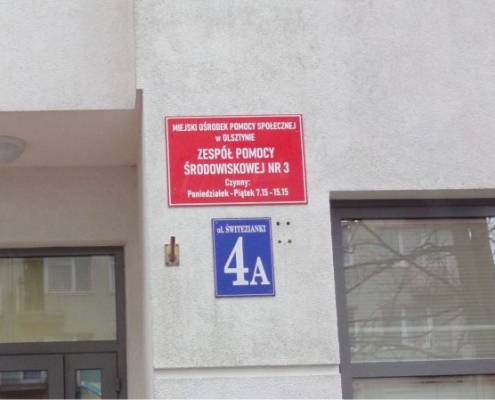 MIEJSKI OŚRODEK POMOCY SPOŁECZNEJ
w OLSZTYNIE
ZESPÓŁ POMOCY
ŚRODOWISKOWEJ NR 3
Czynny:
Poniedziałek - Piątek 7.15 - 15.15
ul. ŚWITEZIANKI
4A